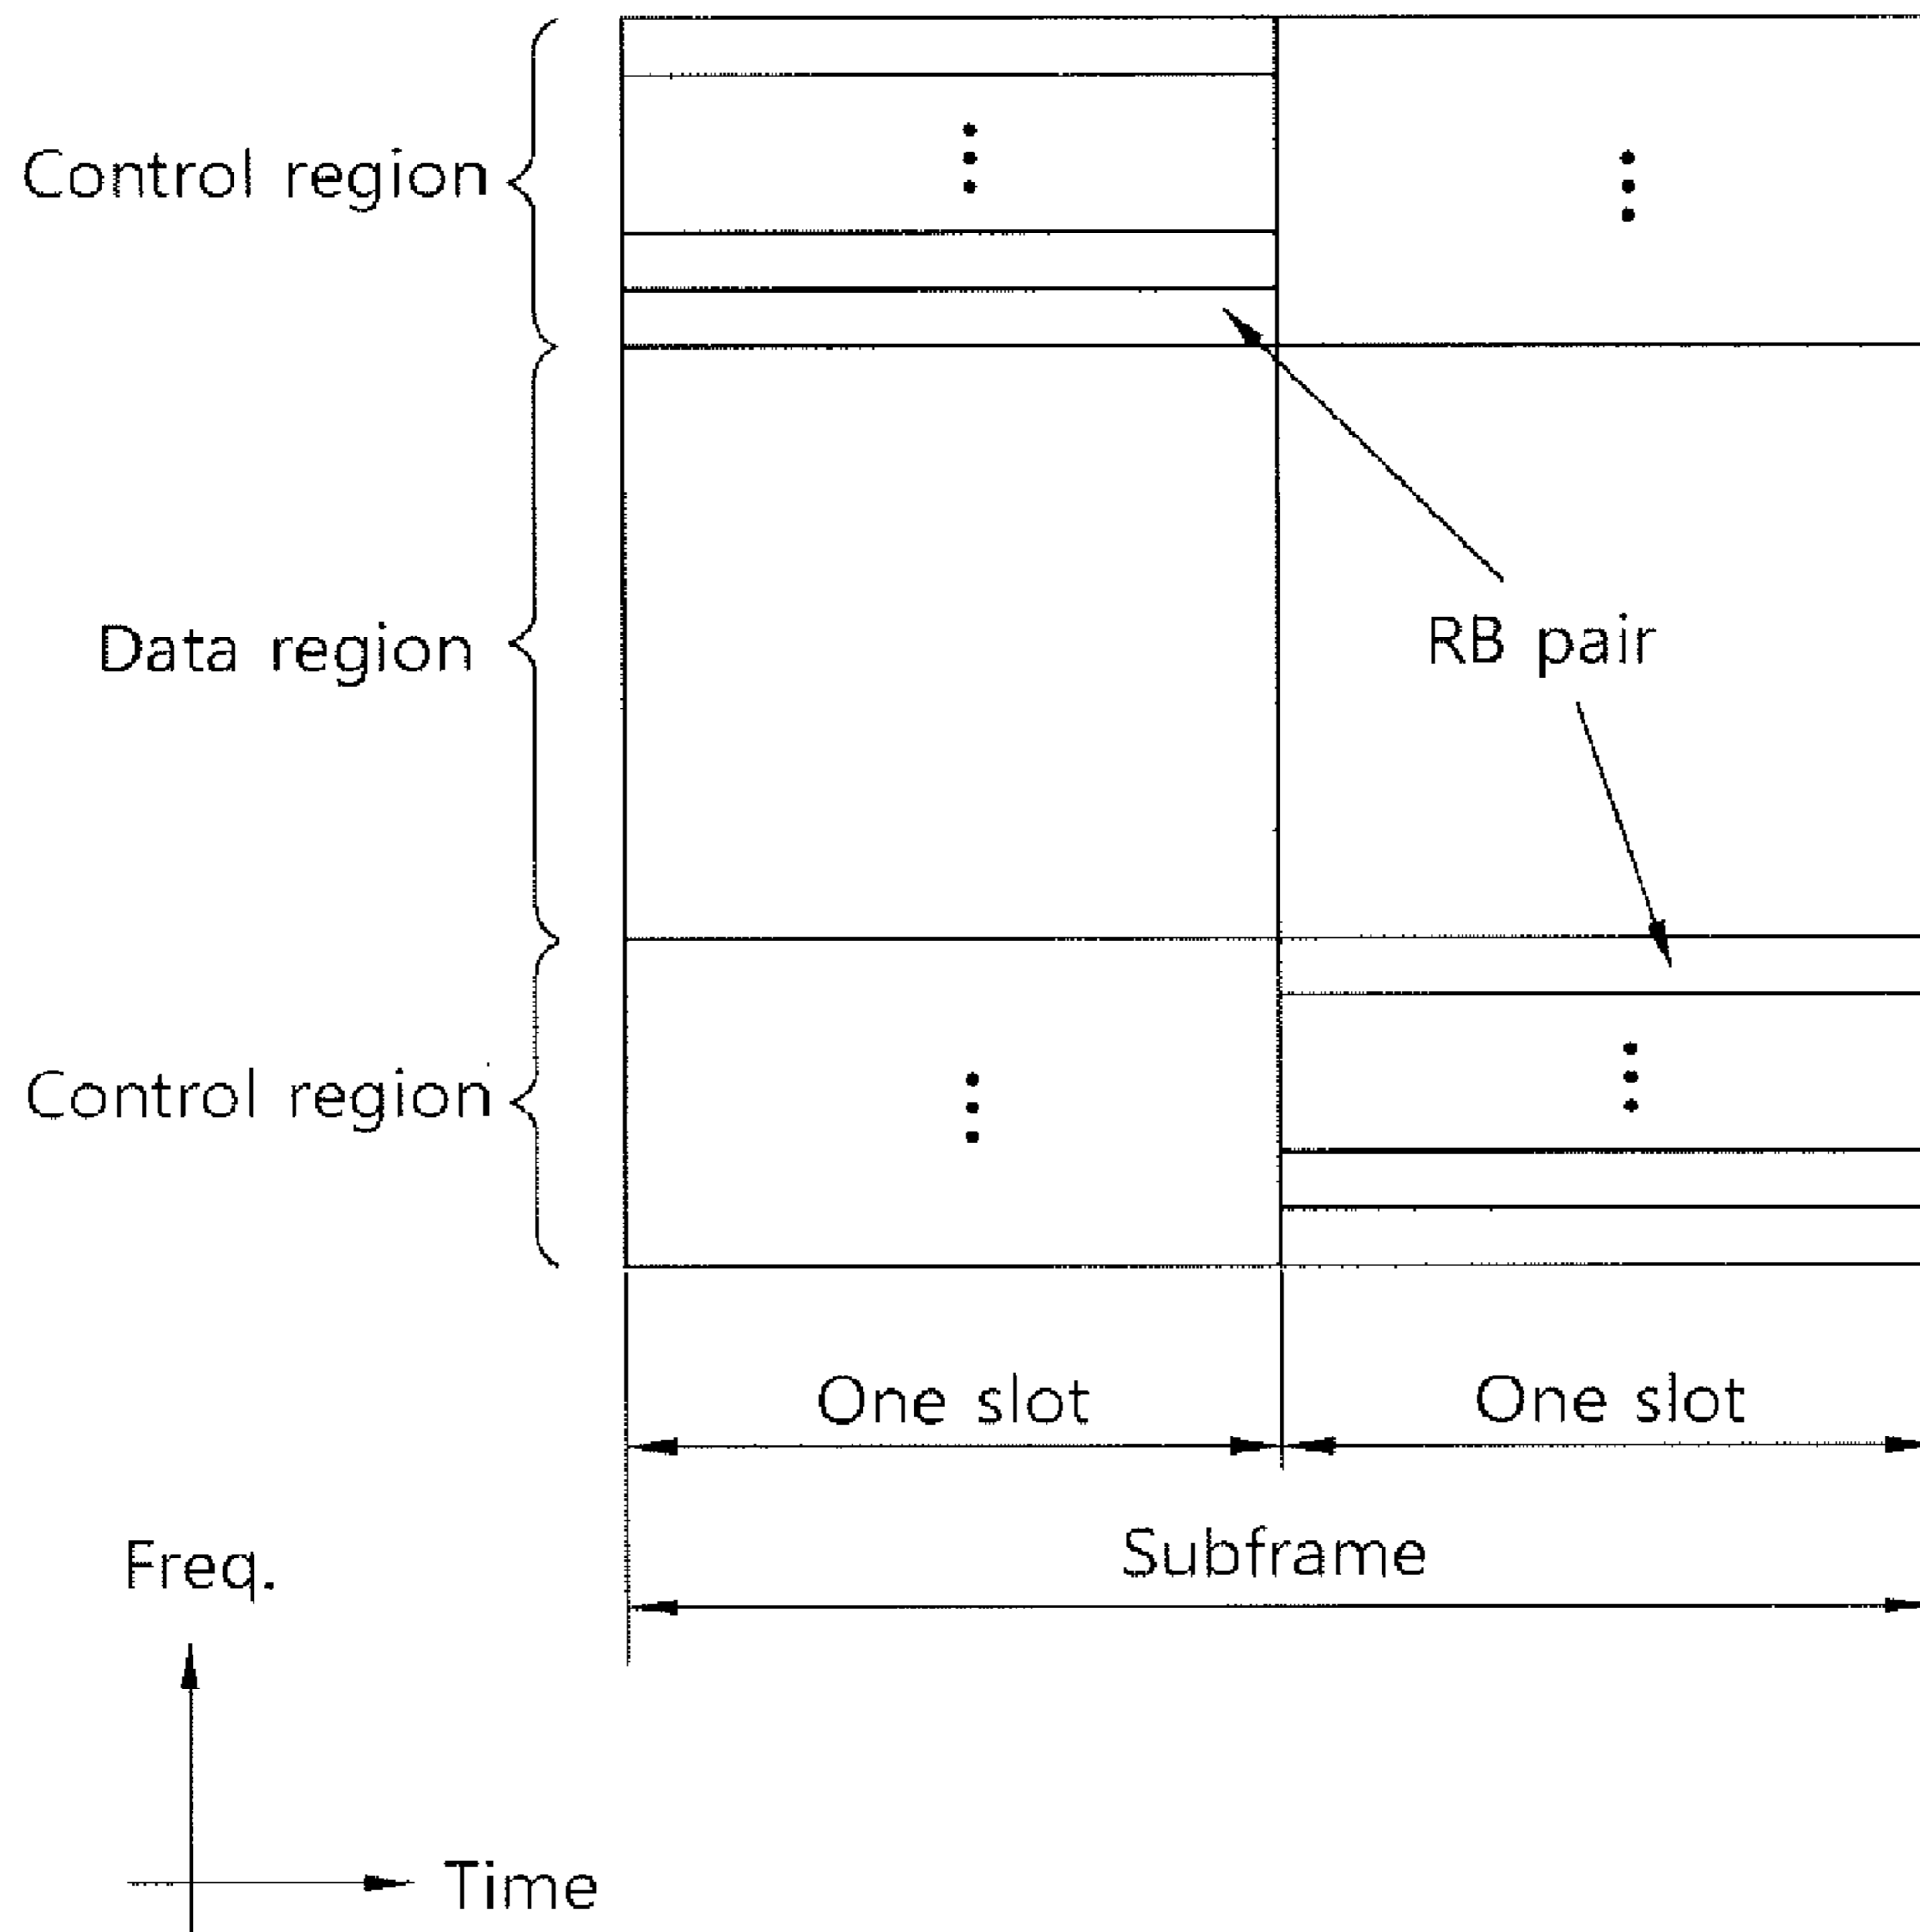 Control region
Data region
RB pair
Control region
One slot
One slot
Subframe
Freq.
Time